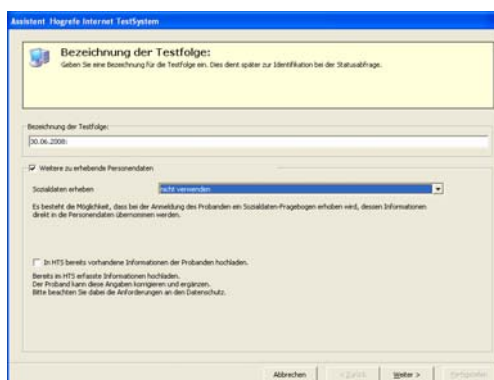 Assistent Hogrefe Internet TestSystem
Bezeichnung der Testfolge:
Geben Sie eine Bezeichnung für die Testfolge ein. Dies dient später zur Identifikation bei der Statusabfrage.
Bezeichnung der Testfolge:
30.06.2008:
Weitere zu erhebende Personendaten
Sozialdaten erheben
nicht verwenden
Es besteht die Möglichkeit, dass bei der Anmeldung des Probanden ein Sozialdaten-Fragebogen erhoben wird, dessen Informationen
direkt in die Personendaten übernommen werden.
In HTS bereits vorhandene Informationen der Probanden hochladen.
Bereits im HTS erfasste Informationen hochladen.
Der Proband kann diese Angaben korrigieren und ergänzen.
Bitte beachten Sie dabei die Anforderungen an den Datenschutz.
Abbrechen
< Zurück
Weiter >